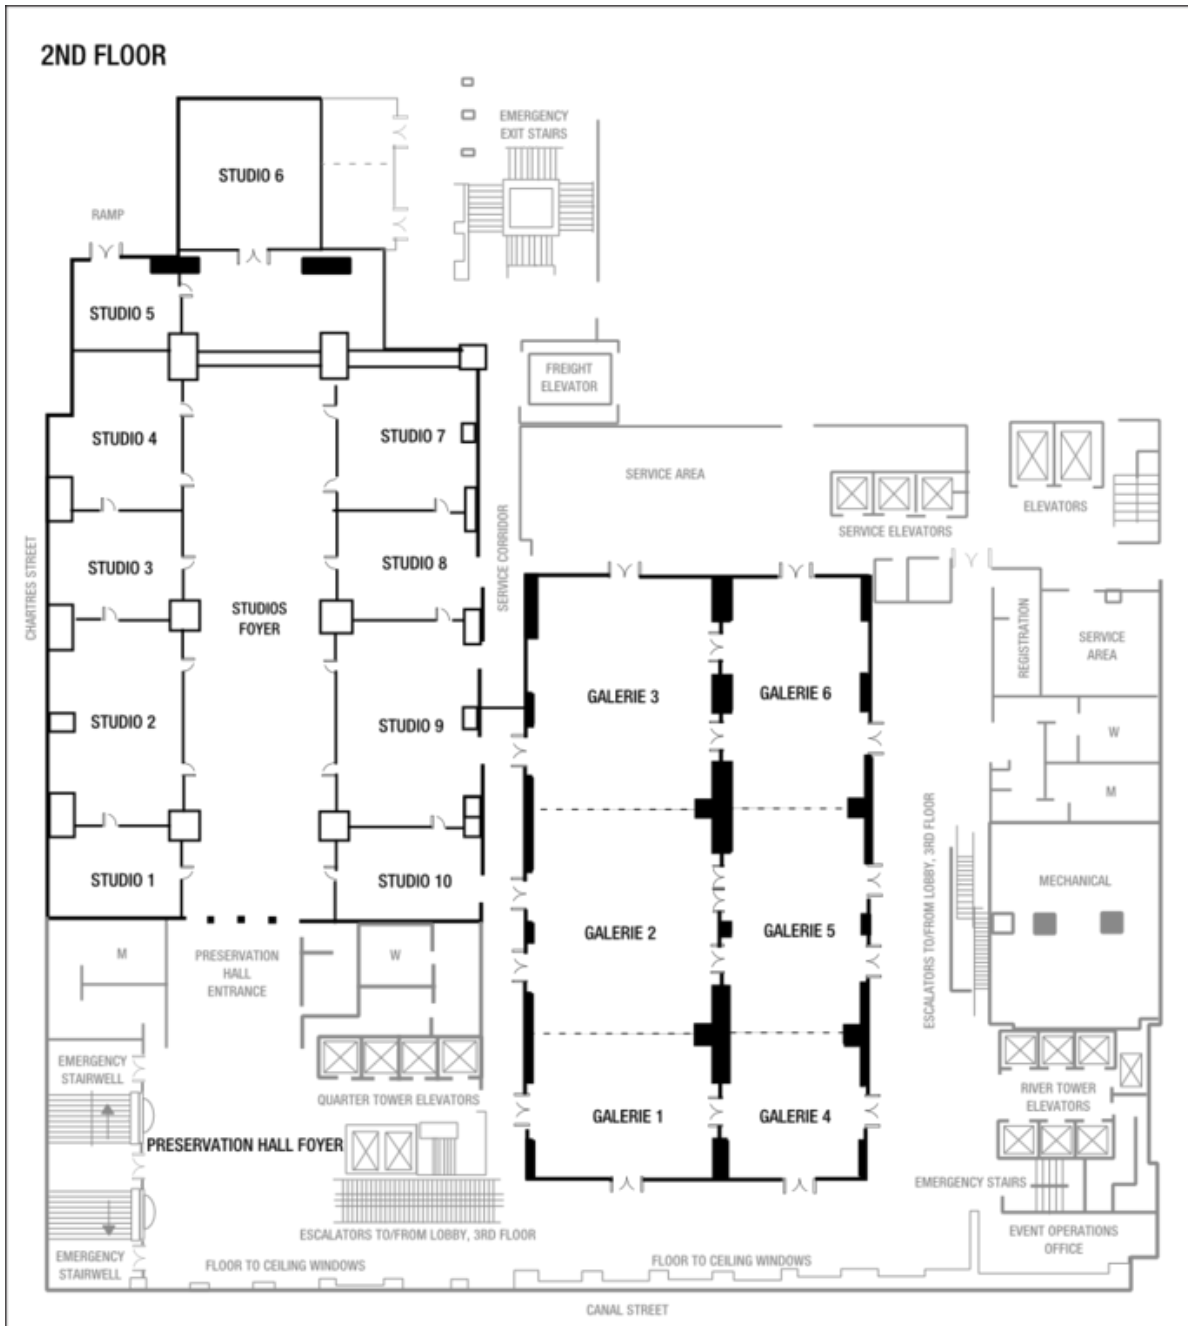 2ND FLOOR
EMERGENCY
EXIT STAIRS
STUDIO 6
RAMP
STUDIO 5
FREIGHT
ELEVATOR
STUDIO 4
STUDIO 7
SERVICE AREA
ELEVATORS
SERVICE ELEVATORS
CHARTRES STREET
STUDIO 3
STUDIO 8
SERVICE CORRIDOR
STUDIOS
FOYER
REGISTRATION
SERVICE
AREA
GALERIE 3
GALERIE 6
STUDIO 2
STUDIO 9
W
M
STUDIO 1
STUDIO 10
ESCALATORS TO/FROM LOBBY, 3RD FLOOR
MECHANICAL
GALERIE 2
GALERIE 5
M
PRESERVATION
HALL
ENTRANCE
W
EMERGENCY
STAIRWELL
QUARTER TOWER ELEVATORS
RIVER TOWER
ELEVATORS
GALERIE 1
GALERIE 4
PRESERVATION HALL FOYER
EMERGENCY STAIRS
ESCALATORS TO/FROM LOBBY, 3RD FLOOR
EVENT OPERATIONS
OFFICE
EMERGENCY
STAIRWELL
FLOOR TO CEILING WINDOWS
FLOOR TO CEILING WINDOWS
CANAL STREET